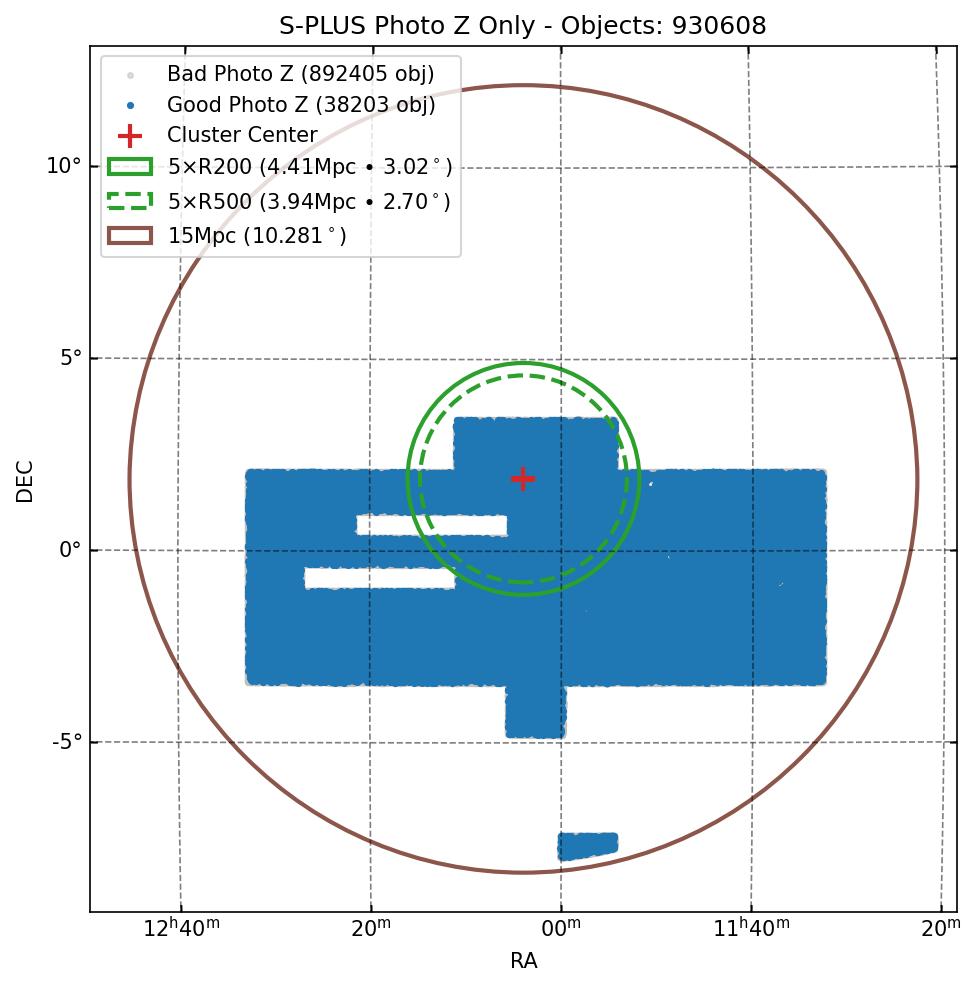 S-PLUS Photo Z Only - Objects: 930608
Bad Photo Z (892405 obj)
Good Photo Z (38203 obj)
Cluster Center
5×R200 (4.41Mpc • 3.02°)
5×R500 (3.94Mpc • 2.70°)
15Mpc (10.281°)
10°
5°
0°
-5°
DEC
12ʰ40ᵐ 20ᵐ 00ᵐ 11ʰ40ᵐ 20ᵐ
RA